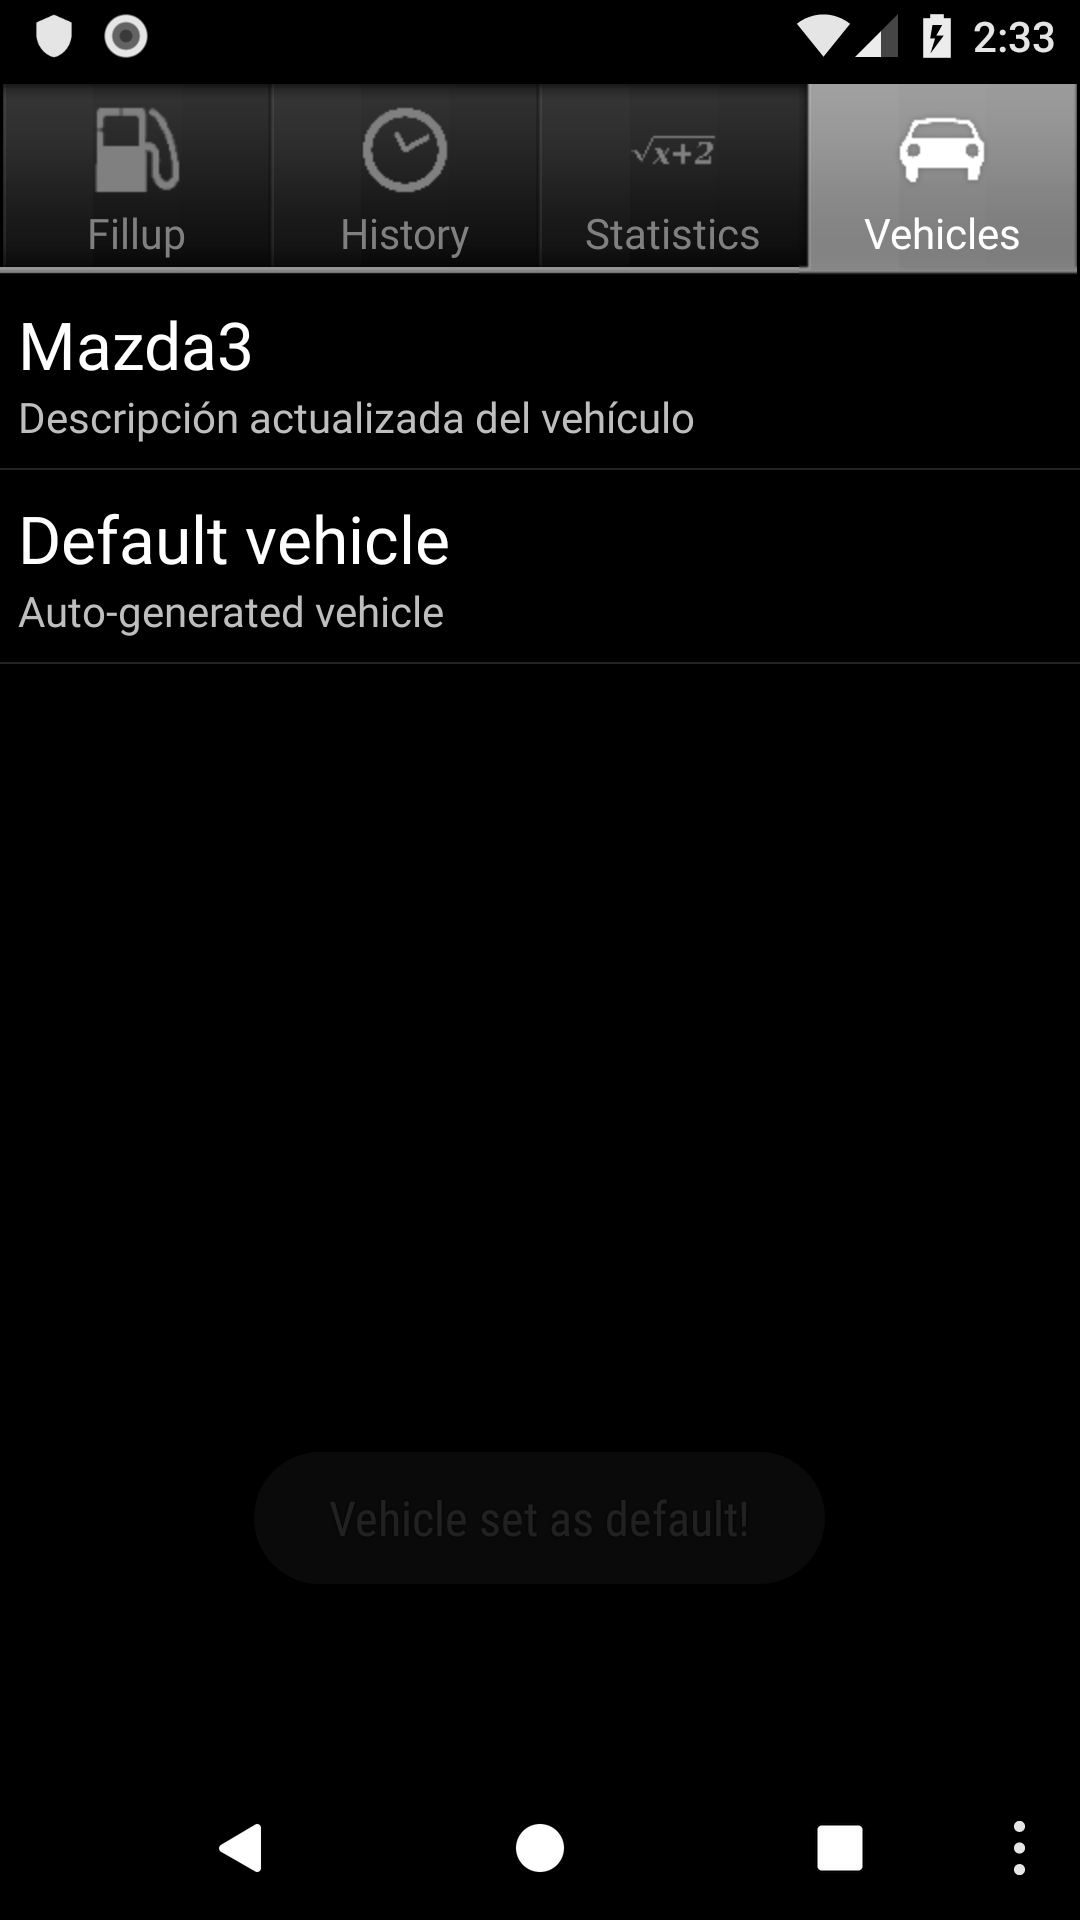 2:33
Fillup
History
√x+2
Statistics
Vehicles
Mazda3
Descripción actualizada del vehículo
Default vehicle
Auto-generated vehicle
Vehicle set as default!